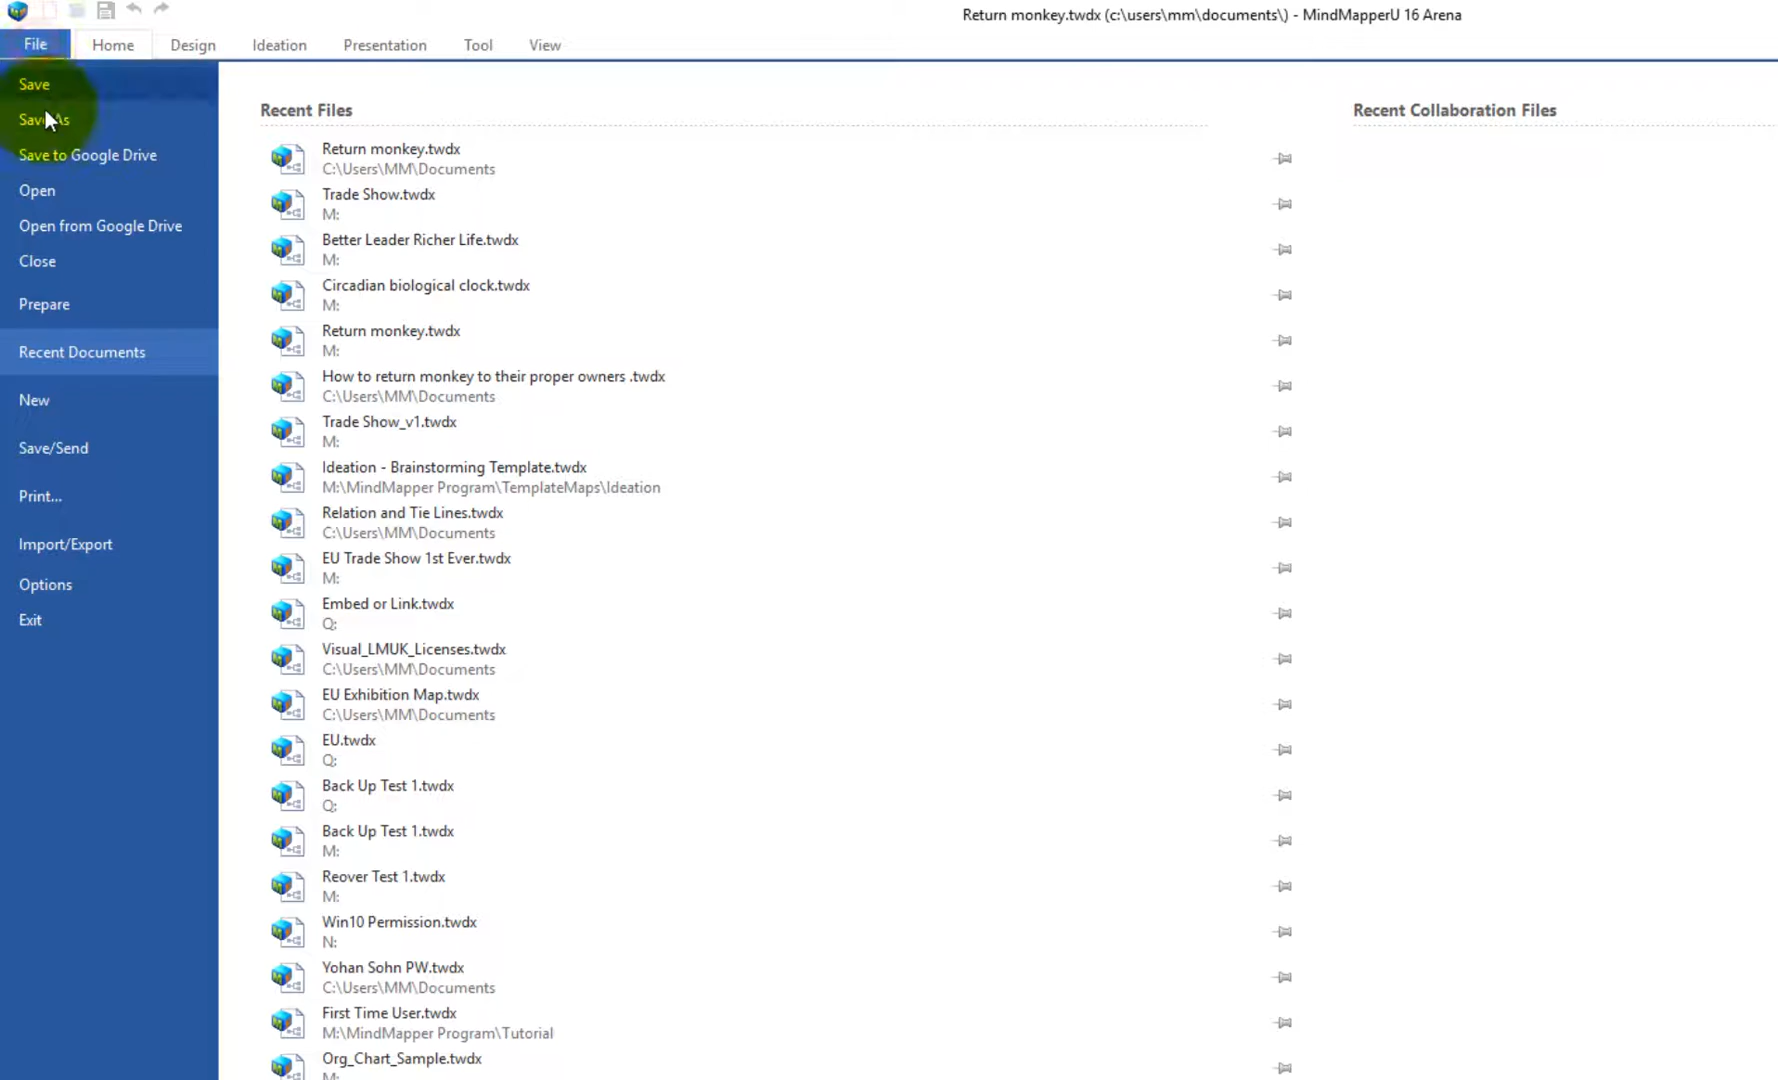 Return monkey.twdx (c:\users\mm\documents\) - MindMapperU 16 Arena
File Home Design Ideation Presentation Tool View
Save
Save As
Save to Google Drive
Open
Open from Google Drive
Close
Prepare
Recent Documents
New
Save/Send
Print...
Import/Export
Options
Exit
Recent Files
Return monkey.twdx
C:\Users\MM\Documents
Trade Show.twdx
M:
Better Leader Richer Life.twdx
M:
Circadian biological clock.twdx
M:
Return monkey.twdx
M:
How to return monkey to their proper owners .twdx
C:\Users\MM\Documents
Trade Show_v1.twdx
M:
Ideation - Brainstorming Template.twdx
M:\MindMapper Program\TemplateMaps\Ideation
Relation and Tie Lines.twdx
C:\Users\MM\Documents
EU Trade Show 1st Ever.twdx
M:
Embed or Link.twdx
Q:
Visual_LMUK_Licenses.twdx
C:\Users\MM\Documents
EU Exhibition Map.twdx
C:\Users\MM\Documents
EU.twdx
Q:
Back Up Test 1.twdx
Q:
Back Up Test 1.twdx
M:
Reover Test 1.twdx
M:
Win10 Permission.twdx
N:
Yohan Sohn PW.twdx
C:\Users\MM\Documents
First Time User.twdx
M:\MindMapper Program\Tutorial
Org_Chart_Sample.twdx
M:
Recent Collaboration Files